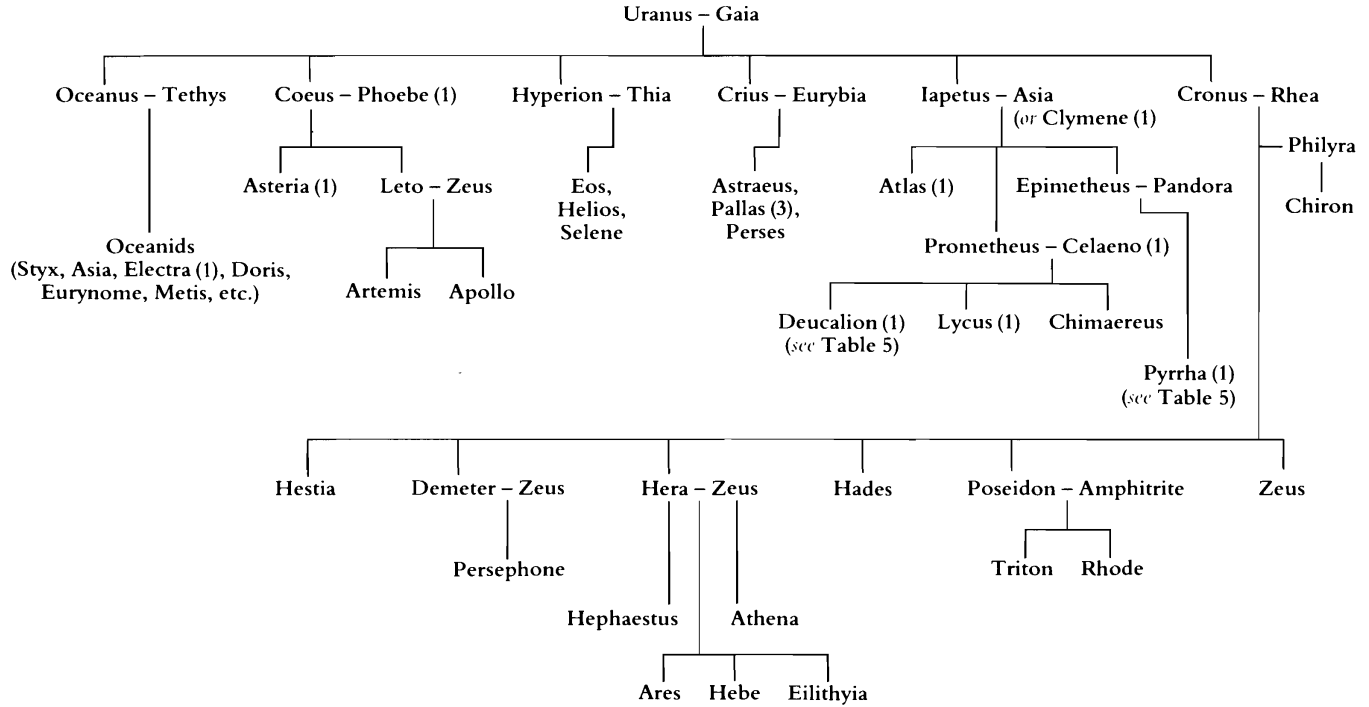 Uranus – Gaia
Oceanus – Tethys
Coeus – Phoebe (1)
Hyperion – Thia
Crius – Eurybia
Iapetus – Asia
(or Clymene (1)
Cronus – Rhea
Philyra
Chiron
Asteria (1)
Leto – Zeus
Eos,
Helios,
Selene
Astraeus,
Pallas (3),
Perses
Atlas (1)
Epimetheus – Pandora
Oceanids
(Styx, Asia, Electra (1), Doris,
Eurynome, Metis, etc.)
Artemis
Apollo
Prometheus – Celaeno (1)
Deucalion (1)
(see Table 5)
Lycus (1)
Chimaereus
Pyrrha (1)
(see Table 5)
Hestia
Demeter – Zeus
Hera – Zeus
Hades
Poseidon – Amphitrite
Zeus
Persephone
Triton
Rhode
Hephaestus
Athena
Ares
Hebe
Eilithyia